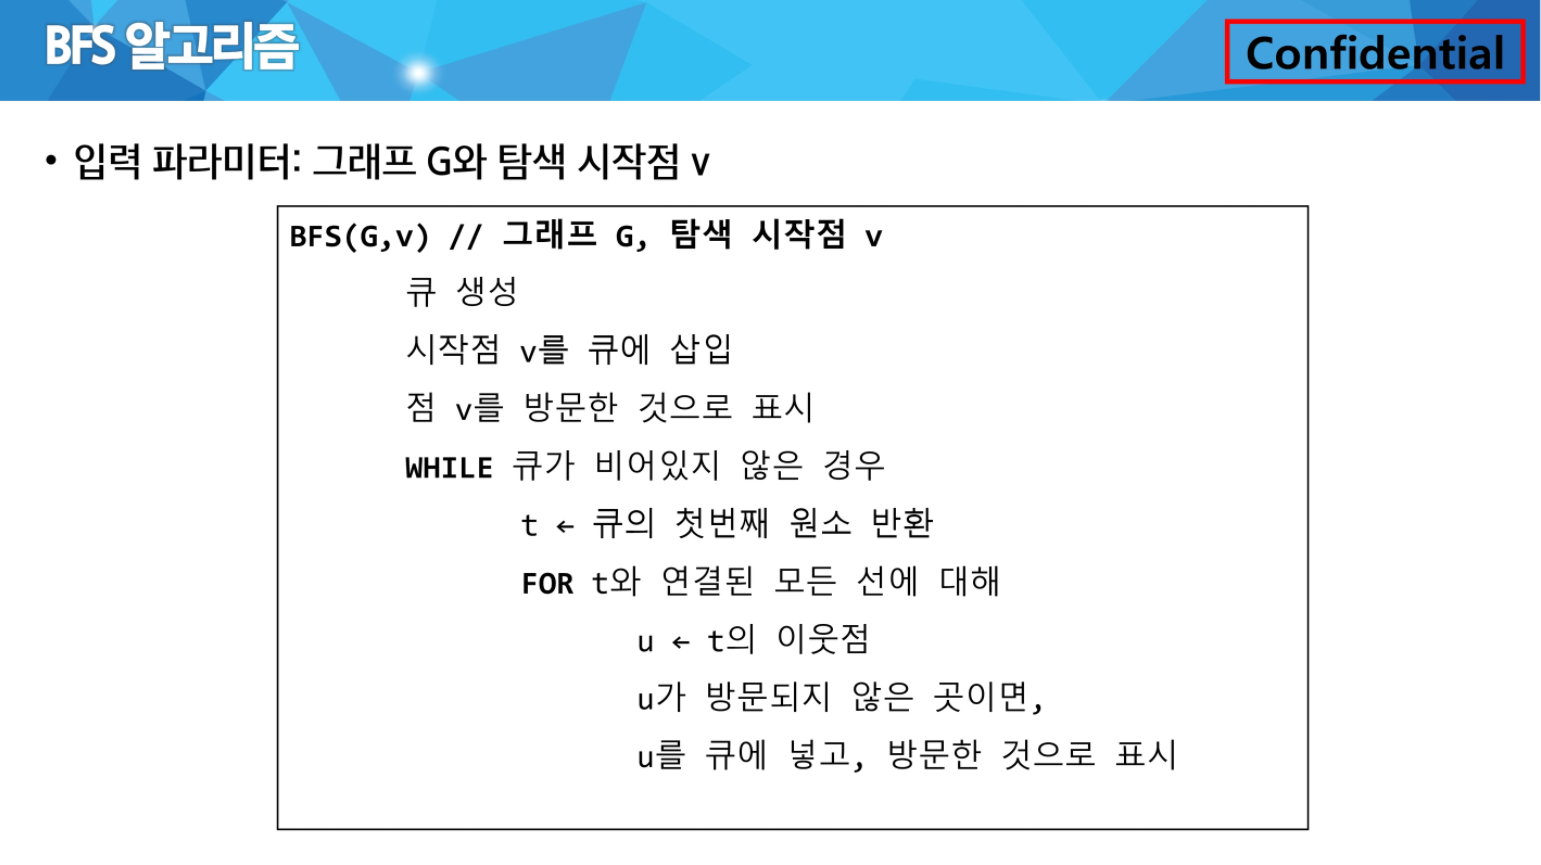 BFS 알고리즘
Confidential
• 입력 파라미터: 그래프 G와 탐색 시작점 v
BFS(G,v) // 그래프 G, 탐색 시작점 v
큐 생성
시작점 v를 큐에 삽입
점 v를 방문한 것으로 표시
WHILE 큐가 비어있지 않은 경우
t ← 큐의 첫번째 원소 반환
FOR t와 연결된 모든 선에 대해
u ← t의 이웃점
u가 방문되지 않은 곳이면,
u를 큐에 넣고, 방문한 것으로 표시